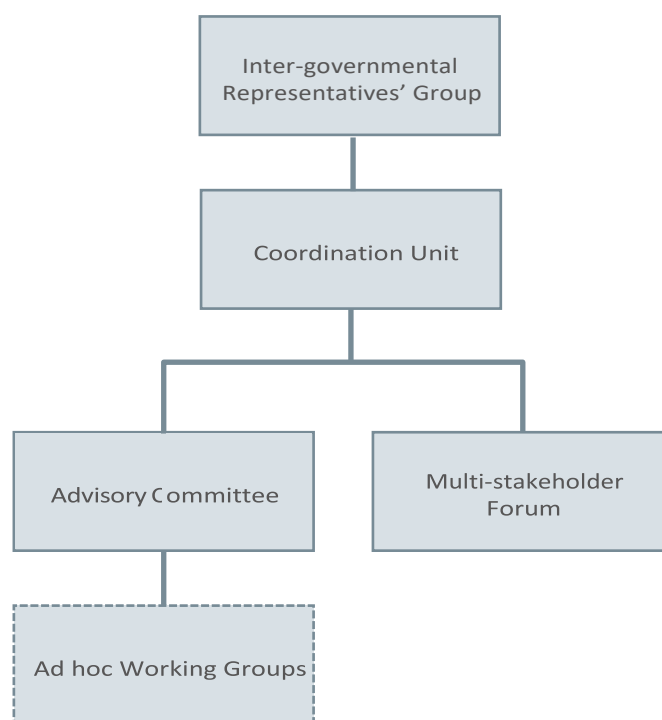 Inter-governmental
Representatives’ Group
Coordination Unit
Advisory Committee
Multi-stakeholder
Forum
Ad hoc Working Groups